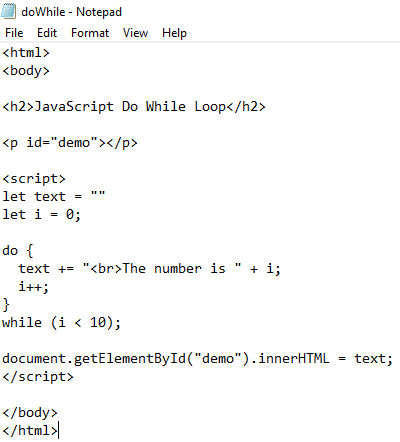 doWhile - Notepad
File Edit Format View Help
<html>
<body>
<h2>JavaScript Do While Loop</h2>
<p id="demo"></p>
<script>
let text = ""
let i = 0;
do {
  text += "<br>The number is " + i;
  i++;
}
while (i < 10);
document.getElementById("demo").innerHTML = text;
</script>
</body>
</html>